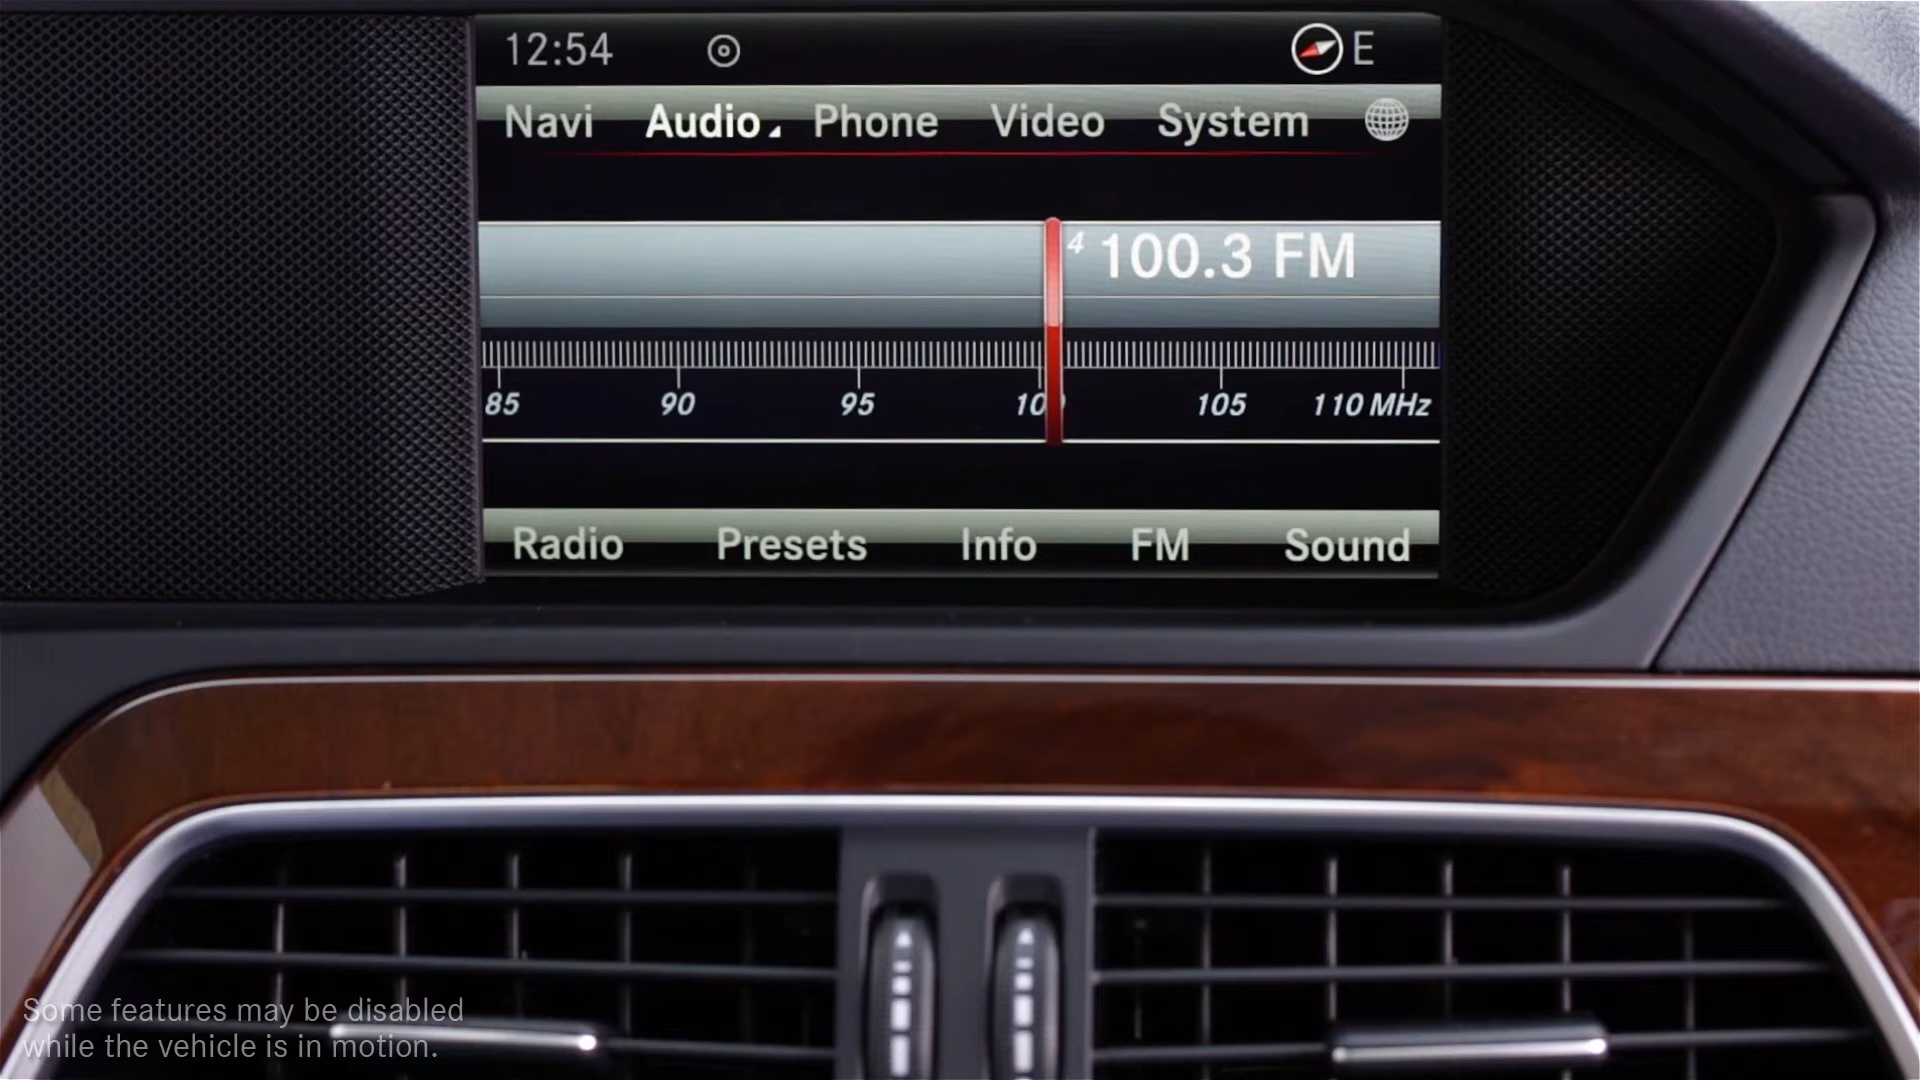 12:54 E
Navi Audio Phone Video System
4 100.3 FM
85 90 95 100 105 110 MHz
Radio Presets Info FM Sound
Some features may be disabled
while the vehicle is in motion.